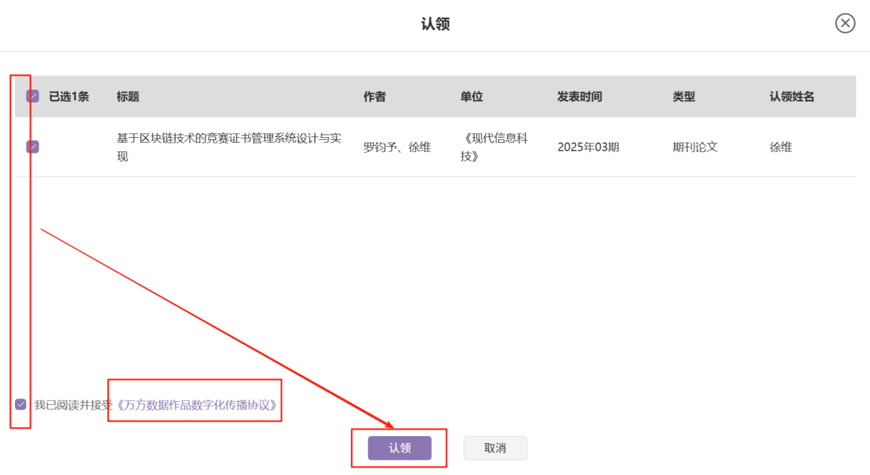 认领
已选1条 标题 作者 单位 发表时间 类型 认领姓名
基于区块链技术的竞赛证书管理系统设计与实
现 罗钧予、徐维 《现代信息科
技》 2025年03期 期刊论文 徐维
我已阅读并接受《万方数据作品数字化传播协议》
认领 取消